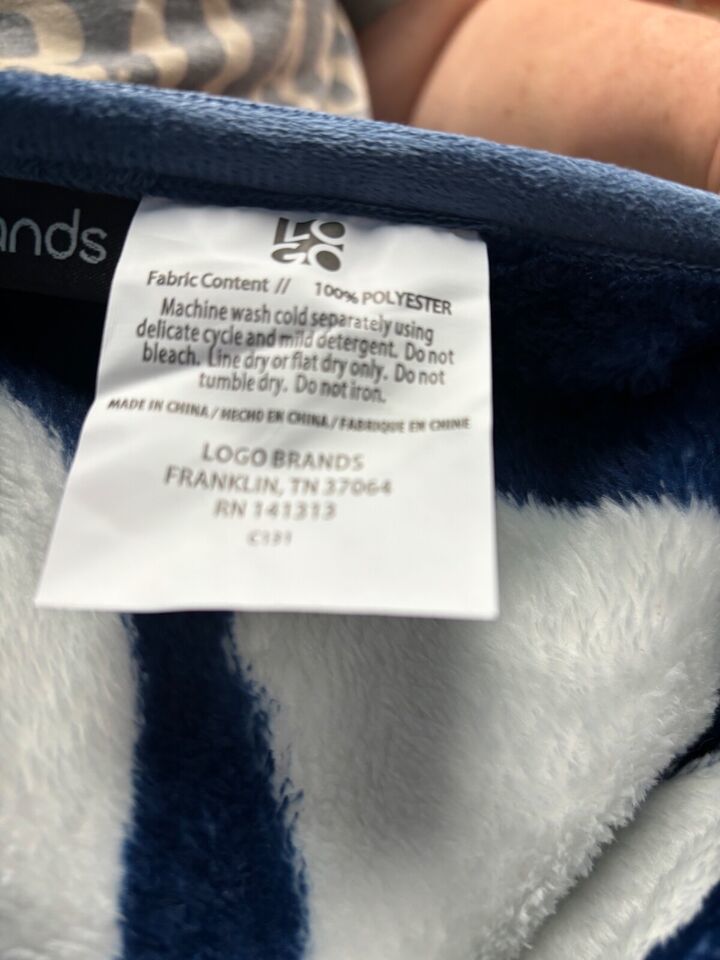 ands
LO
GO
Fabric Content // 100% POLYESTER
Machine wash cold separately using
delicate cycle and mild detergent. Do not
bleach. Line dry or flat dry only. Do not
tumble dry. Do not iron.
MADE IN CHINA / HECHO EN CHINA / FABRIQUE EN CHINE
LOGO BRANDS
FRANKLIN, TN 37064
RN 141313
C131